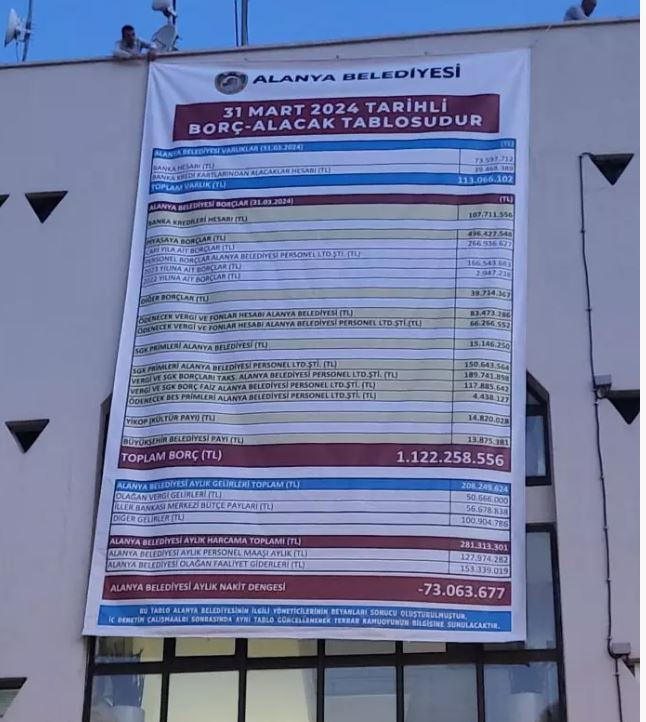 ALANYA BELEDİYESİ
31 MART 2024 TARİHLİ
BORÇ-ALACAK TABLOSUDUR
ALANYA BELEDİYESİ VARLIKLAR (31.03.2024) (TL)
BANKA HESABI (TL) 73.597.712
BANKA KREDİ KARTLARINDAN ALACAKLAR HESABI (TL) 39.468.389
TOPLAM VARLIK (TL) 113.066.102
ALANYA BELEDİYESİ BORÇLAR (31.03.2024) (TL)
BANKA KREDİLERİ HESABI (TL) 107.711.556
PİYASAYA BORÇLAR (TL) 436.427.548
CARİ YILA AİT BORÇLAR (TL) 266.936.627
PERSONEL BORÇLAR ALANYA BELEDİYESİ PERSONEL LTD.ŞTİ. (TL)
2023 YILINA AİT BORÇLAR (TL) 166.543.683
2022 YILINA AİT BORÇLAR (TL) 2.947.238
DİĞER BORÇLAR (TL) 39.714.367
ÖDENECEK VERGİ VE FONLAR HESABI ALANYA BELEDİYESİ (TL) 83.473.286
ÖDENECEK VERGİ VE FONLAR HESABI ALANYA BELEDİYESİ PERSONEL LTD.ŞTİ.(TL) 66.266.552
SGK PRİMLERİ ALANYA BELEDİYESİ (TL) 15.146.250
SGK PRİMLERİ ALANYA BELEDİYESİ PERSONEL LTD.ŞTİ. (TL) 150.643.564
VERGİ VE SGK BORÇLARI TAKS. ALANYA BELEDİYESİ PERSONEL LTD.ŞTİ. (TL) 189.741.898
VERGİ VE SGK BORÇ FAİZ ALANYA BELEDİYESİ PERSONEL LTD.ŞTİ. (TL) 117.885.642
ÖDENECEK BES PRİMLERİ ALANYA BELEDİYESİ PERSONEL LTD.ŞTİ. (TL) 4.438.127
YİKOP (KÜLTÜR PAYI) (TL) 14.820.028
BÜYÜKŞEHİR BELEDİYESİ PAYI (TL) 13.875.381
TOPLAM BORÇ (TL) 1.122.258.556
ALANYA BELEDİYESİ AYLIK GELİRLERİ TOPLAM (TL) 208.249.624
OLAĞAN VERGİ GELİRLERİ (TL) 50.666.000
İLLER BANKASI MERKEZİ BÜTÇE PAYLARI (TL) 56.678.838
DİĞER GELİRLER (TL) 100.904.786
ALANYA BELEDİYESİ AYLIK HARCAMA TOPLAMI (TL) 281.313.301
ALANYA BELEDİYESİ AYLIK PERSONEL MAAŞI AYLIK (TL) 127.974.282
ALANYA BELEDİYESİ OLAĞAN FAALİYET GİDERLERİ (TL) 153.339.019
ALANYA BELEDİYESİ AYLIK NAKİT DENGESİ -73.063.677
BU TABLO ALANYA BELEDİYESİNİN İLGİLİ YÖNETİCİLERİNİN BEYANLARI SONUCU OLUŞTURULMUŞTUR.
İÇ DENETİM ÇALIŞMAALDI SONRASINDA AYNI TABLO GÜNCELLENEREK TEKRAR KAMUOYUNUN BİLGİSİNE SUNULACAKTIR.